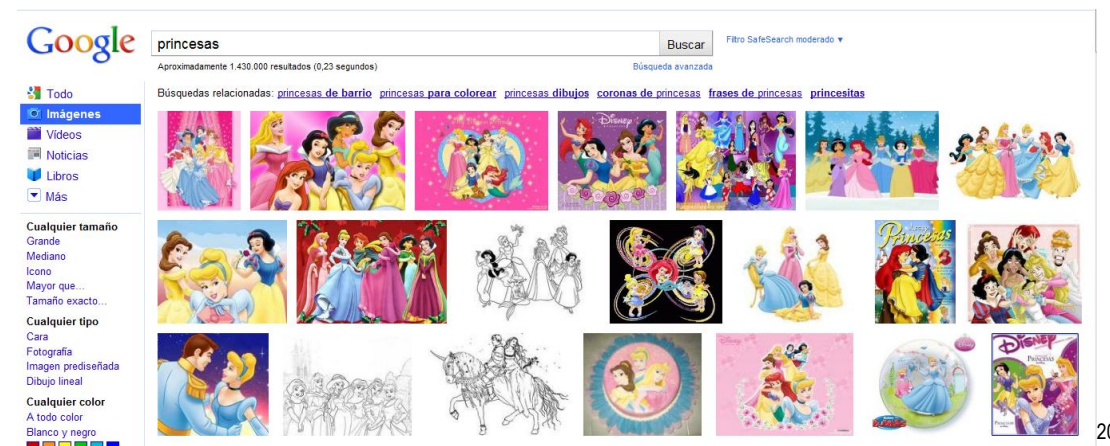 Google
princesas
Buscar
Filtro SafeSearch moderado ▼
Aproximadamente 1.430.000 resultados (0,23 segundos)
Búsqueda avanzada
Todo
Imágenes
Vídeos
Noticias
Libros
Más
Búsquedas relacionadas: princesas de barrio princesas para colorear princesas dibujos coronas de princesas frases de princesas princesitas
Disney
Cualquier tamaño
Grande
Mediano
Icono
Mayor que...
Tamaño exacto...
Princesas
Cualquier tipo
Cara
Fotografía
Imagen prediseñada
Dibujo lineal
Cualquier color
A todo color
Blanco y negro
Disney
Princesas
20